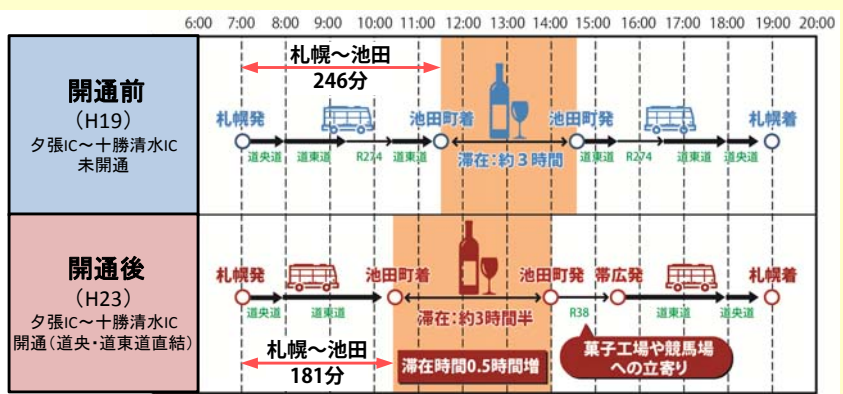 6:00 7:00 8:00 9:00 10:00 11:00 12:00 13:00 14:00 15:00 16:00 17:00 18:00 19:00 20:00
開通前
（H19）
夕張IC～十勝清水IC
未開通
札幌～池田
246分
札幌発 池田町着 池田町発 札幌着
道央道 道東道 R274 道東道 滞在:約3時間 道東道 R274 道東道 道央道
開通後
（H23）
夕張IC～十勝清水IC
開通（道央・道東道直結）
札幌発 池田町着 池田町発 帯広発 札幌着
道央道 道東道 滞在:約3時間半 R38 道東道 道央道
札幌～池田
181分
滞在時間0.5時間増
菓子工場や競馬場
への立寄り